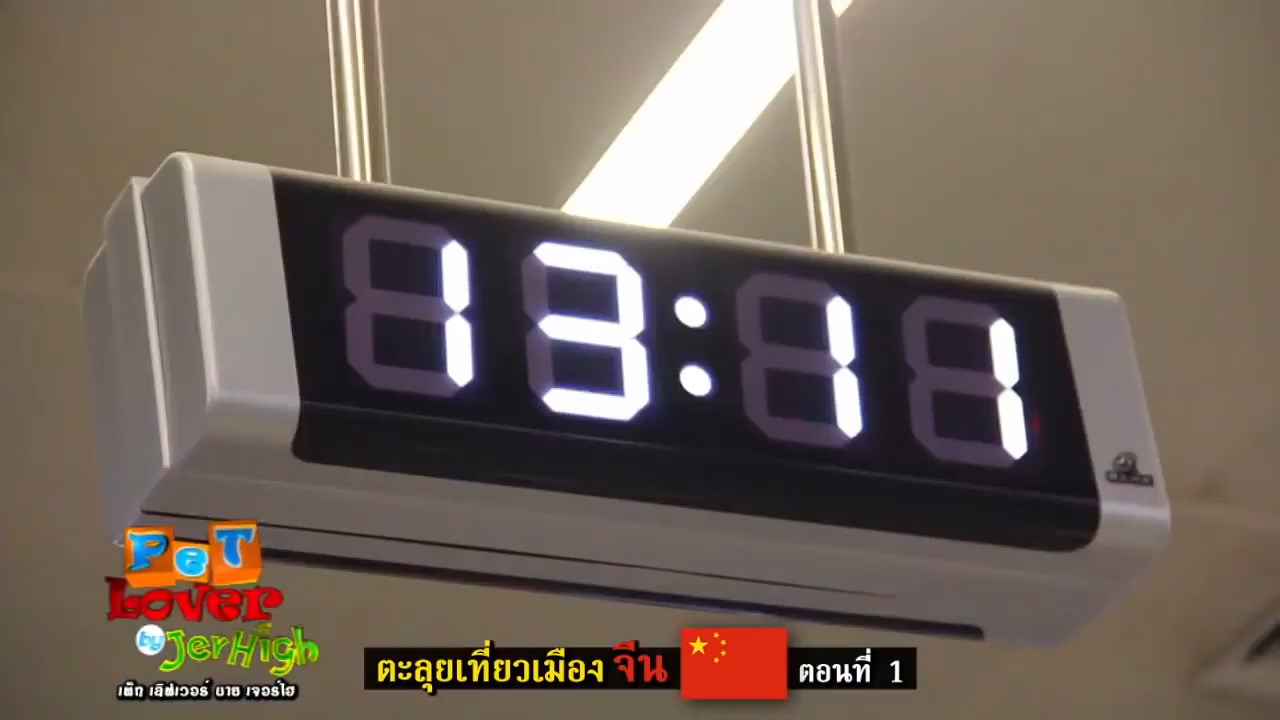 13:11
PeT
Lover
by JerHigh
เพ็ท เลิฟเวอร์ บาย เจอร์ไฮ
ตะลุยเที่ยวเมือง จีน ตอนที่ 1